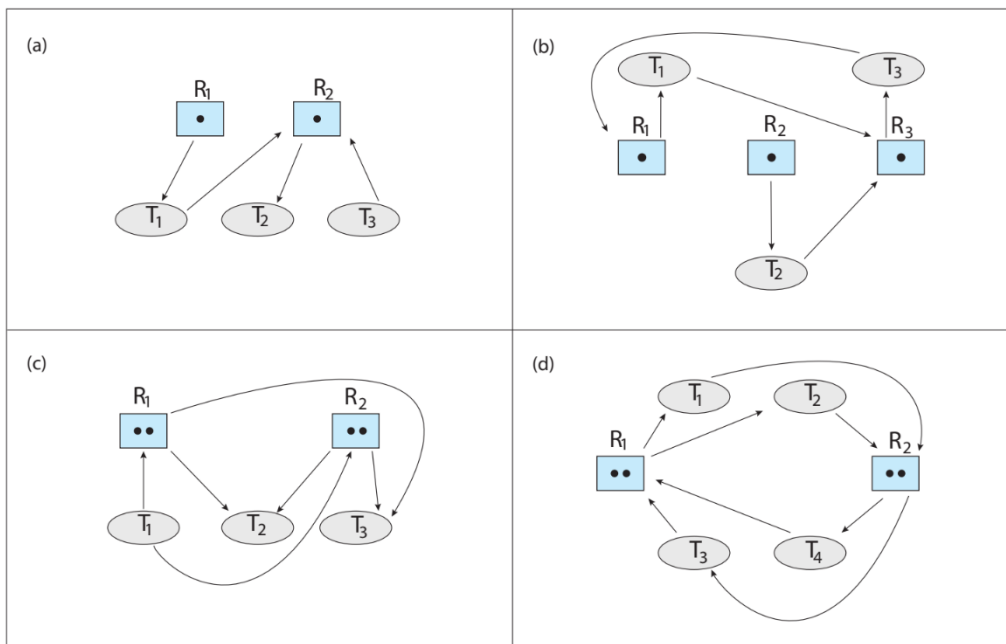 (a)
R1 R2
T1 T2 T3
(b)
T1 T3
R1 R2 R3
T2
(c)
R1 R2
T1 T2 T3
(d)
T1 T2
R1 R2
T3 T4